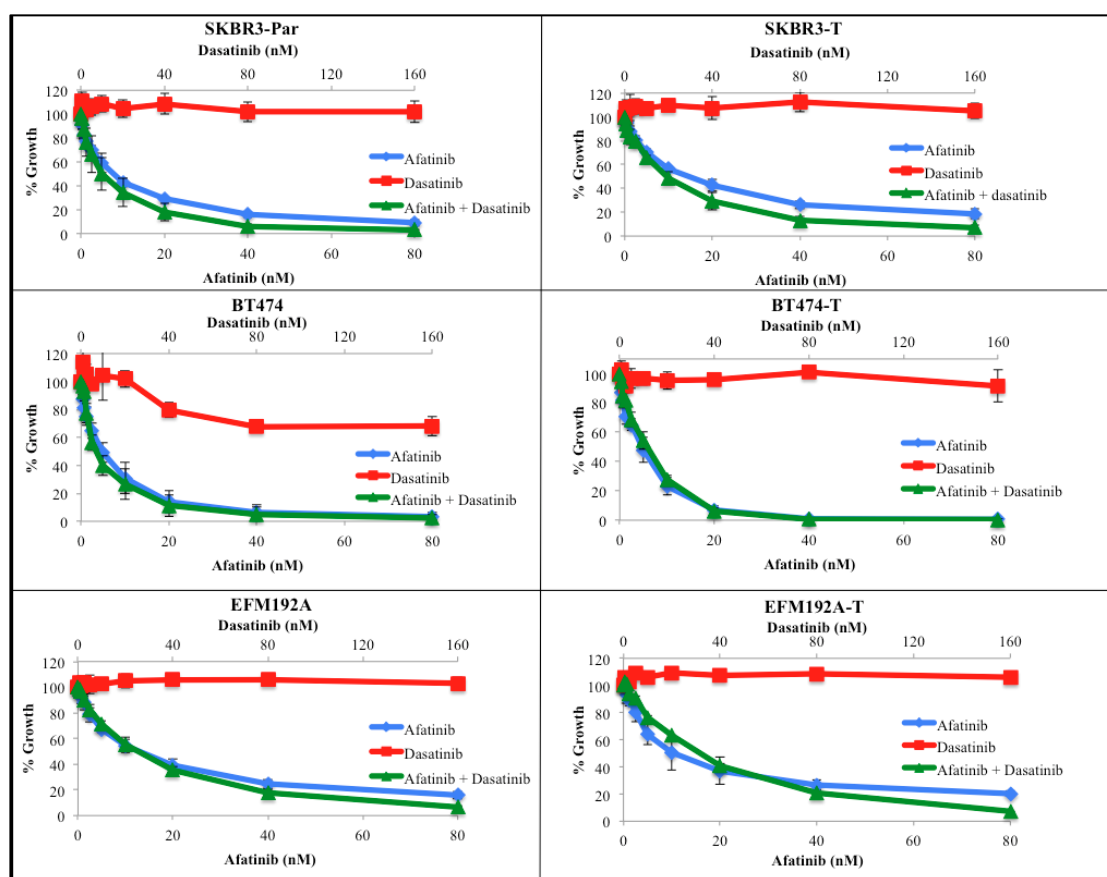 SKBR3-Par
Dasatinib (nM)
0 40 80 120 160
120
100
80
60
40
20
0
% Growth
Afatinib
Dasatinib
Afatinib + Dasatinib
0 20 40 60 80
Afatinib (nM)
SKBR3-T
Dasatinib (nM)
0 40 80 120 160
120
100
80
60
40
20
0
% Growth
Afatinib
Dasatinib
Afatinib + dasatinib
0 20 40 60 80
Afatinib (nM)
BT474
Dasatinib (nM)
0 40 80 120 160
120
100
80
60
40
20
0
% Growth
Afatinib
Dasatinib
Afatinib + Dasatinib
0 20 40 60 80
Afatinib (nM)
BT474-T
Dasatinib (nM)
0 40 80 120 160
120
100
80
60
40
20
0
% Growth
Afatinib
Dasatinib
Afatinib + Dasatinib
0 20 40 60 80
Afatinib (nM)
EFM192A
Dasatinib (nM)
0 40 80 120 160
120
100
80
60
40
20
0
% Growth
Afatinib
Dasatinib
Afatinib + Dasatinib
0 20 40 60 80
Afatinib (nM)
EFM192A-T
Dasatinib (nM)
0 40 80 120 160
120
100
80
60
40
20
0
% Growth
Afatinib
Dasatinib
Afatinib + Dasatinib
0 20 40 60 80
Afatinib (nM)